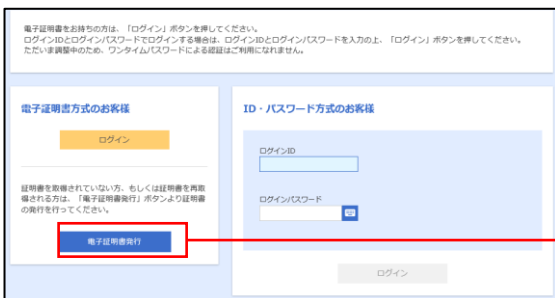 電子証明書をお持ちの方は、「ログイン」ボタンを押してください。
ログインIDとログインパスワードでログインする場合は、ログインIDとログインパスワードを入力の上、「ログイン」ボタンを押してください。
ただいま調整中のため、ワンタイムパスワードによる認証はご利用になれません。
電子証明書方式のお客様
ログイン
証明書を取得されていない方、もしくは証明書を再取
得される方は、「電子証明書発行」ボタンより証明書
の発行を行ってください。
電子証明書発行
ID・パスワード方式のお客様
ログインID
ログインパスワード
ログイン